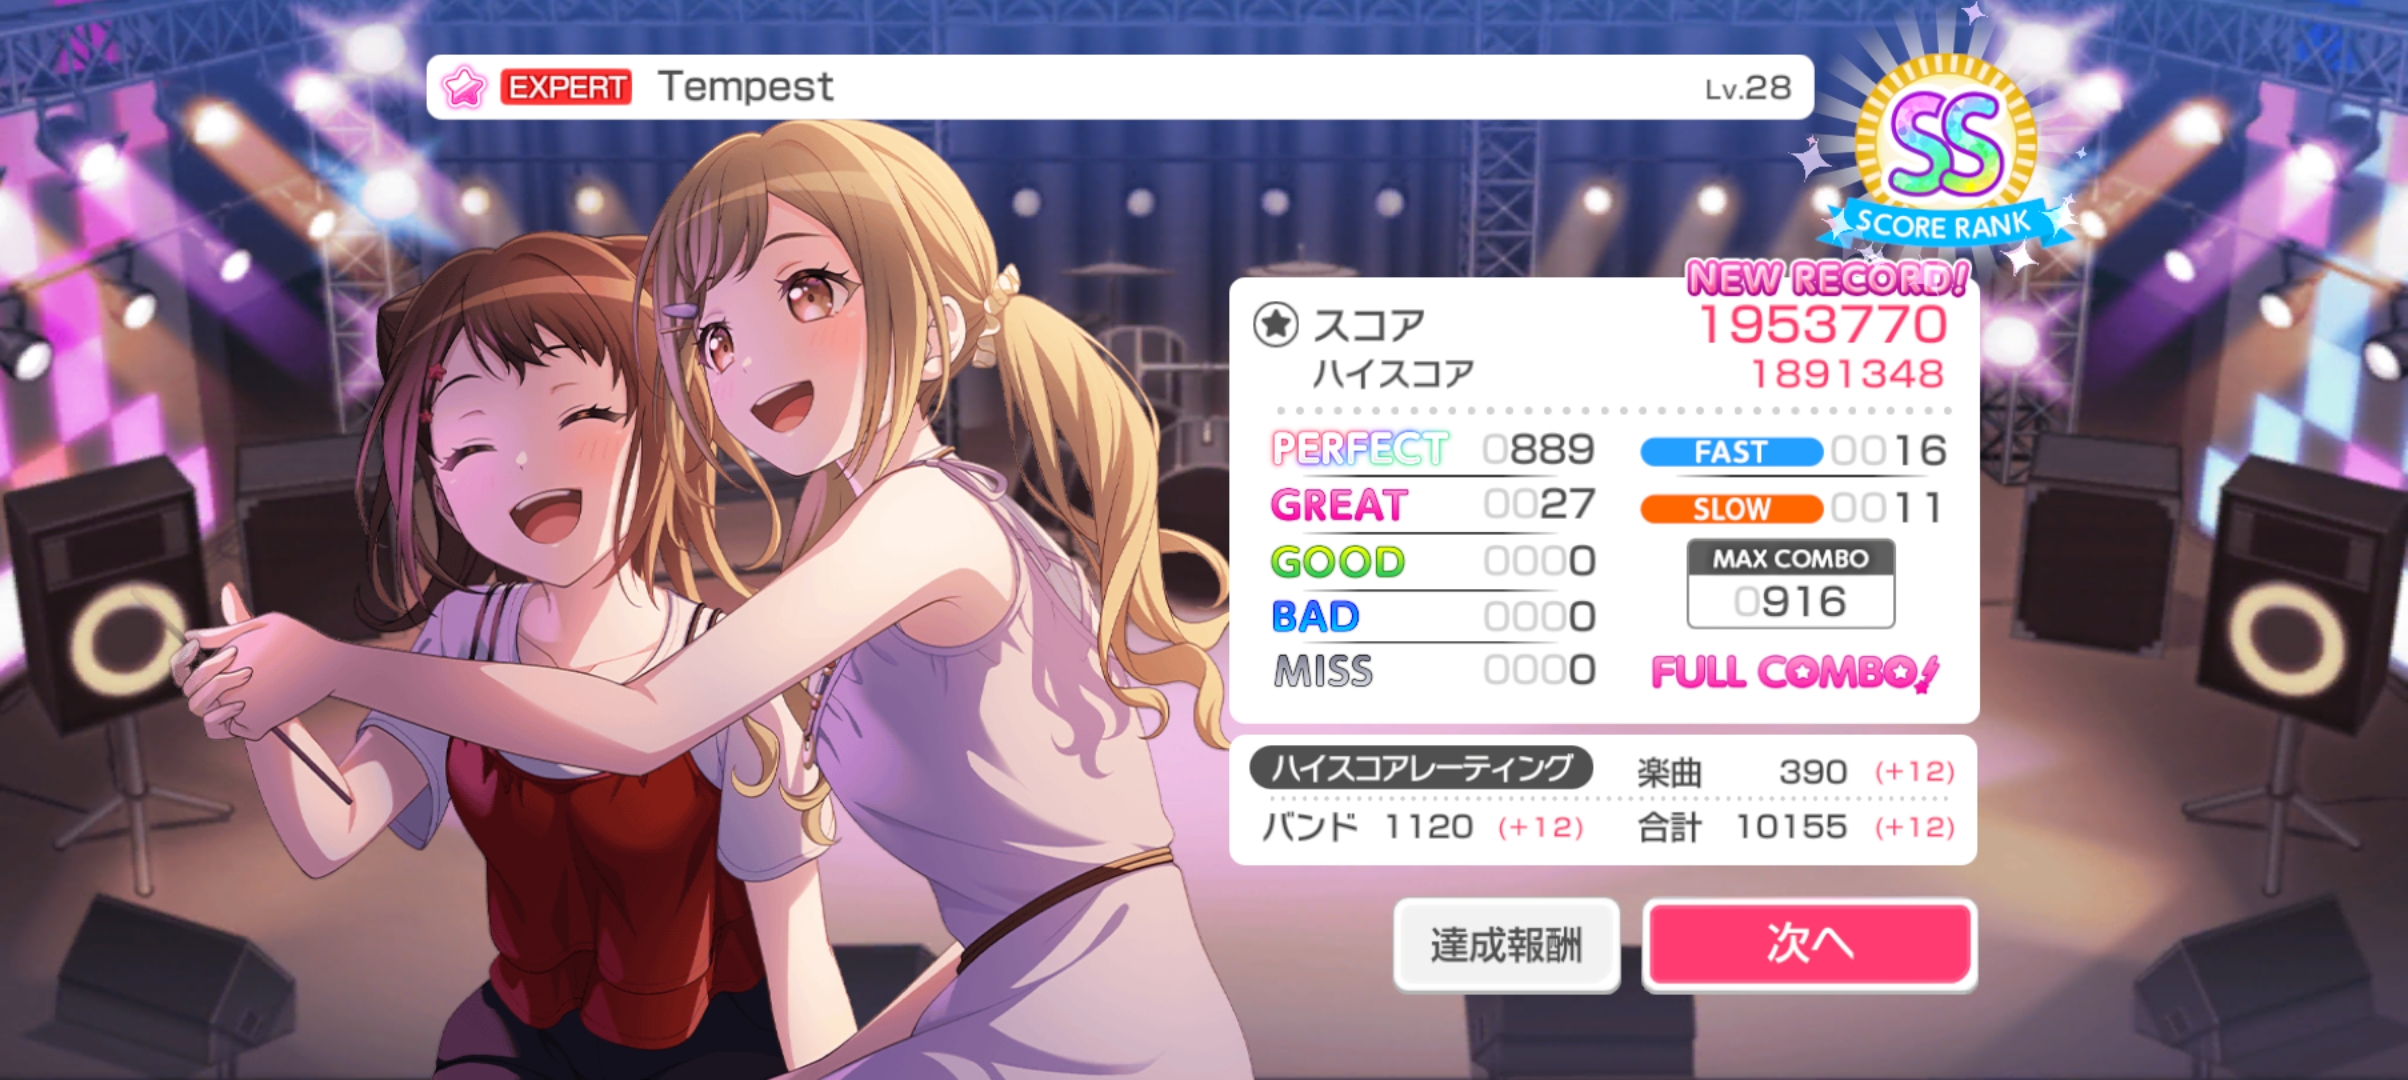 EXPERT Tempest Lv.28
SS
SCORE RANK
NEW RECORD!
スコア 1953770
ハイスコア 1891348
PERFECT 0889 FAST 0016
GREAT 0027 SLOW 0011
GOOD 0000 MAX COMBO
BAD 0000 0916
MISS 0000 FULL COMBO!
ハイスコアレーティング 楽曲 390 (+12)
バンド 1120 (+12) 合計 10155 (+12)
達成報酬 次へ